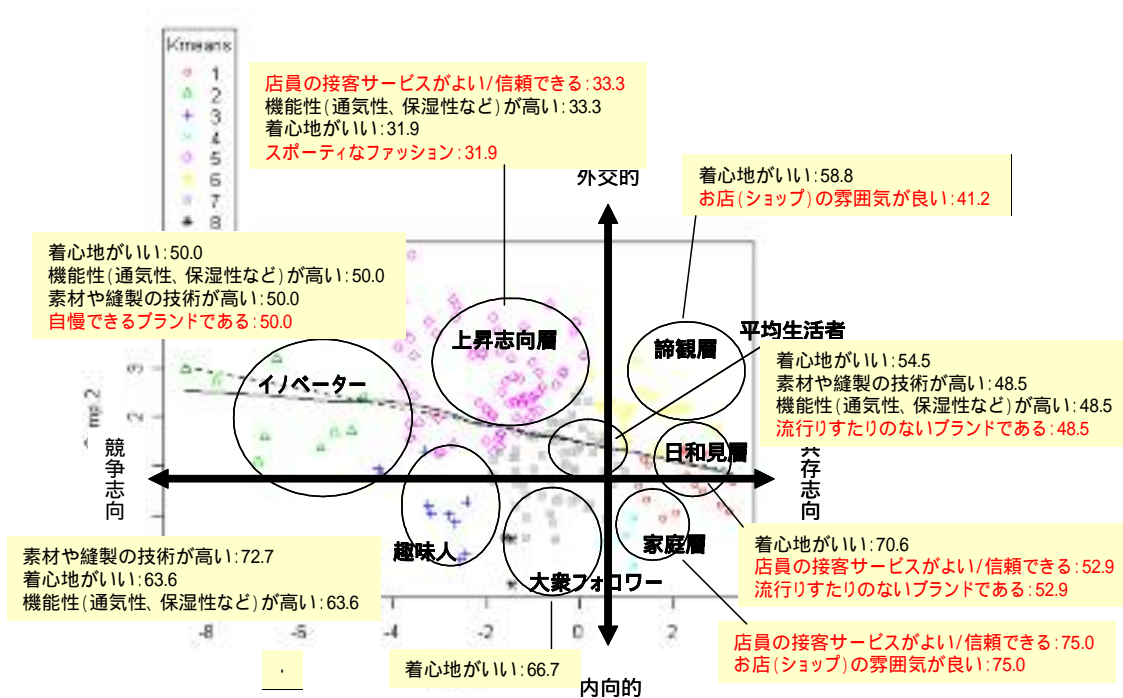 Kmeans
1
2
3
4
5
6
7
8
店員の接客サービスがよい/信頼できる:33.3
機能性(通気性、保湿性など)が高い:33.3
着心地がいい:31.9
スポーティなファッション:31.9
外交的
着心地がいい:58.8
お店(ショップ)の雰囲気が良い:41.2
着心地がいい:50.0
機能性(通気性、保湿性など)が高い:50.0
素材や縫製の技術が高い:50.0
自慢できるブランドである:50.0
上昇志向層
諦観層
平均生活者
着心地がいい:54.5
素材や縫製の技術が高い:48.5
機能性(通気性、保湿性など)が高い:48.5
流行りすたりのないブランドである:48.5
イノベーター
3
2
競争志向
日和見層
共存志向
趣味人
大衆フォロワー
家庭層
素材や縫製の技術が高い:72.7
着心地がいい:63.6
機能性(通気性、保湿性など)が高い:63.6
着心地がいい:70.6
店員の接客サービスがよい/信頼できる:52.9
流行りすたりのないブランドである:52.9
-8
-6
-4
-2
0
2
店員の接客サービスがよい/信頼できる:75.0
お店(ショップ)の雰囲気が良い:75.0
着心地がいい:66.7
内向的